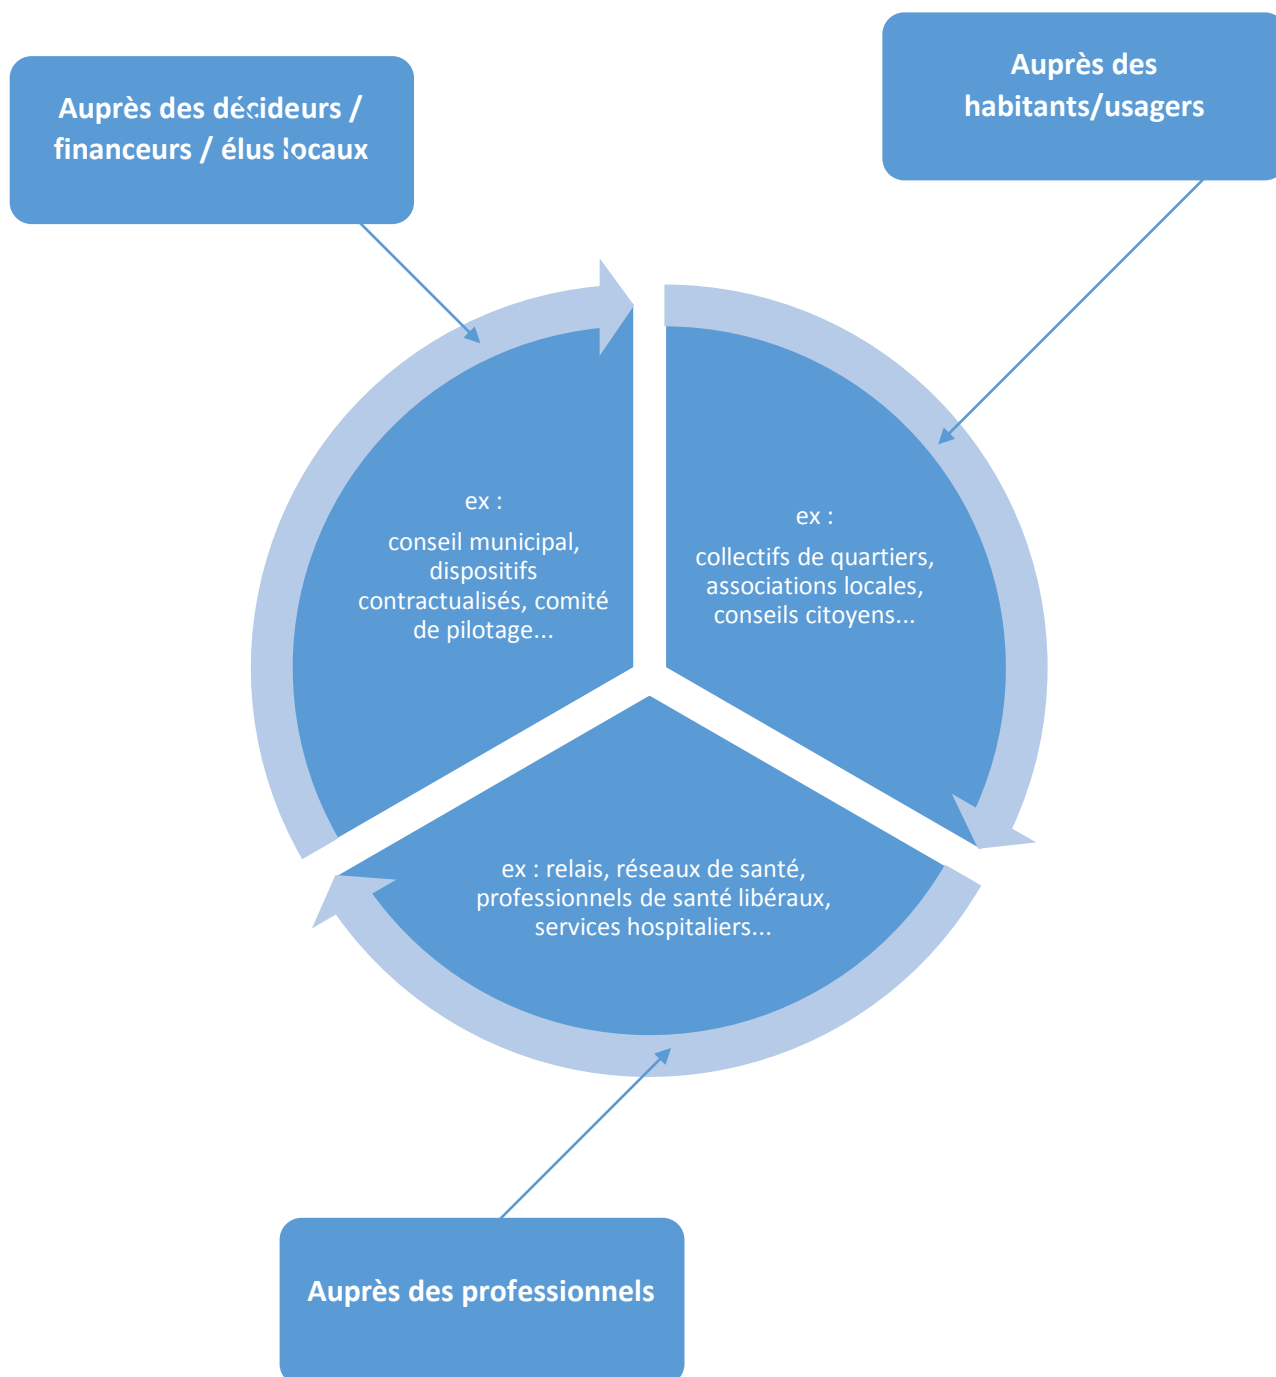 Auprès des décideurs /
financeurs / élus locaux
Auprès des
habitants/usagers
ex :
conseil municipal,
dispositifs
contractualisés, comité
de pilotage...
ex :
collectifs de quartiers,
associations locales,
conseils citoyens...
ex : relais, réseaux de santé,
professionnels de santé libéraux,
services hospitaliers...
Auprès des professionnels